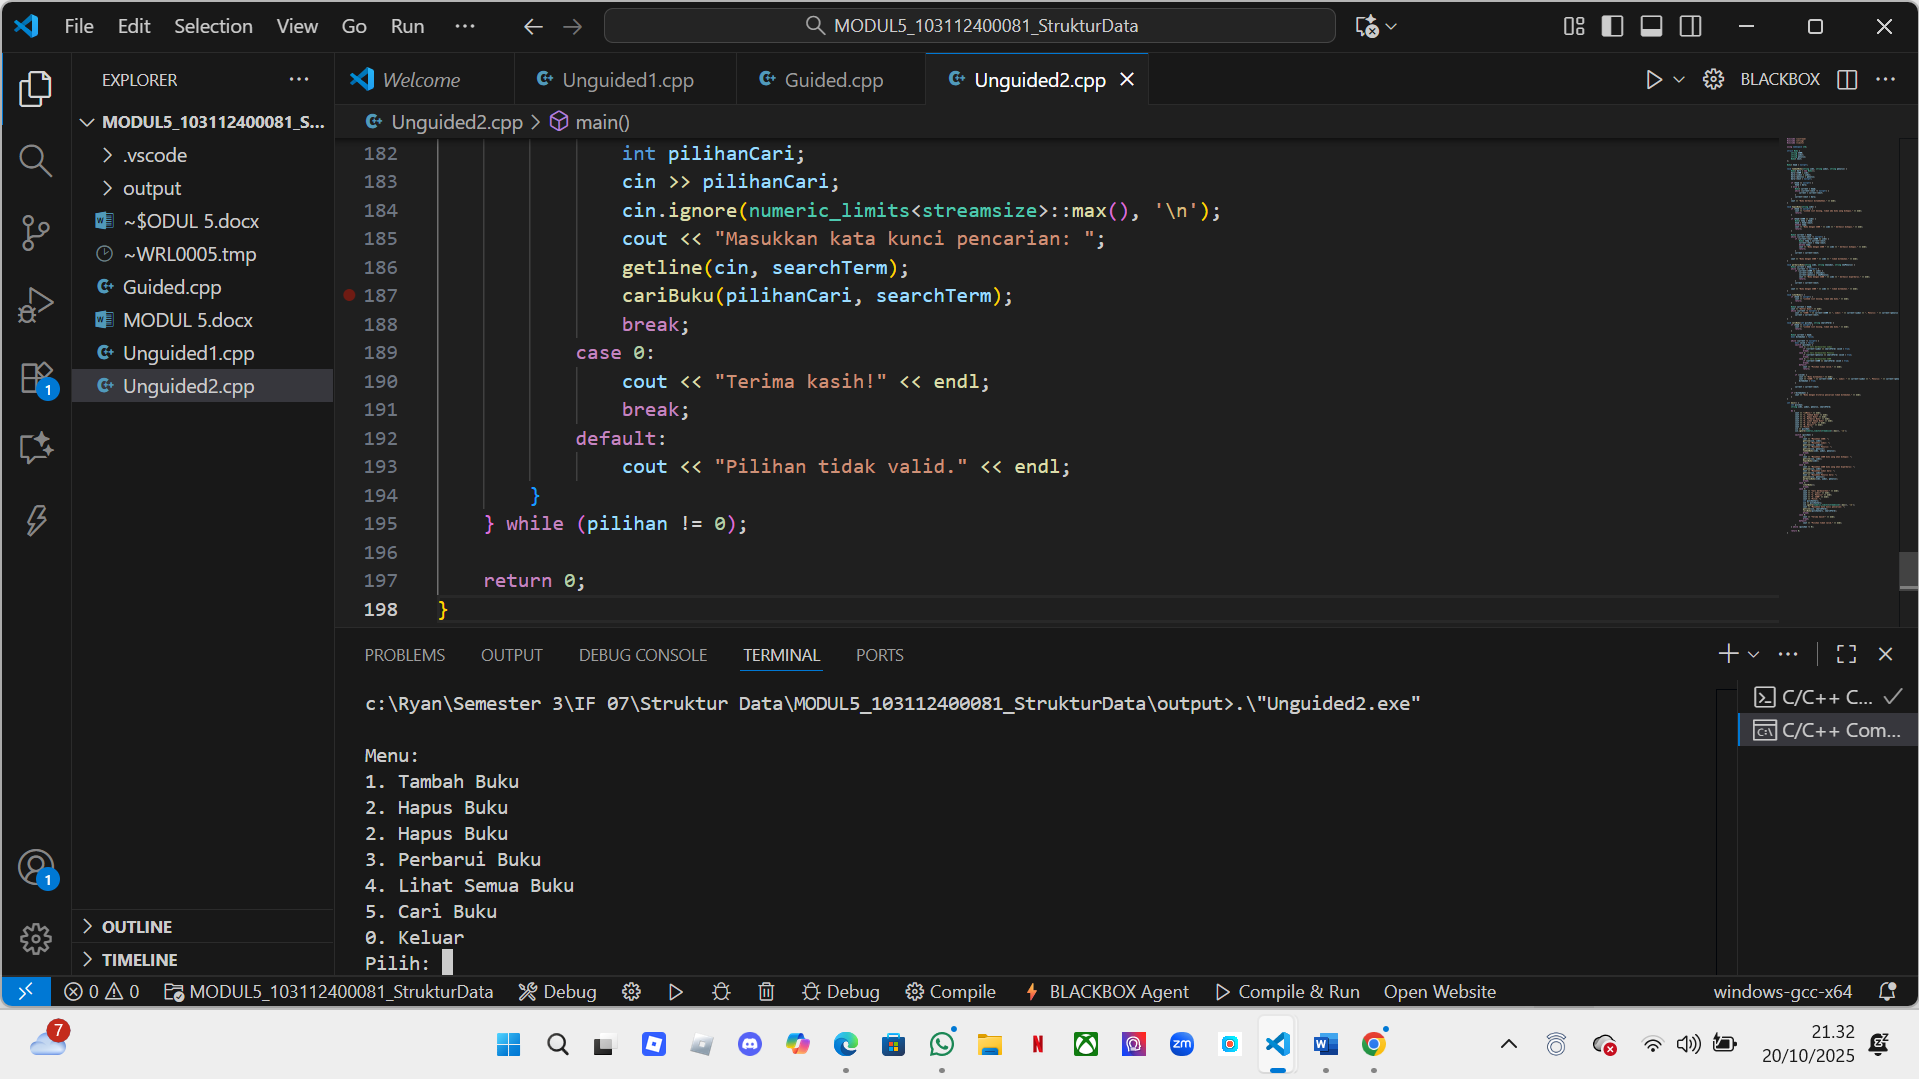 File Edit Selection View Go Run ··· MODUL5_103112400081_StrukturData
EXPLORER
Welcome Unguided1.cpp Guided.cpp Unguided2.cpp BLACKBOX
MODUL5_103112400081_S...
.vscode
output
~$ODUL 5.docx
~WRL0005.tmp
Guided.cpp
MODUL 5.docx
Unguided1.cpp
Unguided2.cpp
OUTLINE
TIMELINE
1
1
Unguided2.cpp > main()
182 int pilihanCari;
183 cin >> pilihanCari;
184 cin.ignore(numeric_limits<streamsize>::max(), '\n');
185 cout << "Masukkan kata kunci pencarian: ";
186 getline(cin, searchTerm);
187 cariBuku(pilihanCari, searchTerm);
188 break;
189 case 0:
190 cout << "Terima kasih!" << endl;
191 break;
192 default:
193 cout << "Pilihan tidak valid." << endl;
194 }
195 } while (pilihan != 0);
196
197 return 0;
198 }
PROBLEMS OUTPUT DEBUG CONSOLE TERMINAL PORTS
c:\Ryan\Semester 3\IF 07\Struktur Data\MODUL5_103112400081_StrukturData\output>.\"Unguided2.exe"
Menu:
1. Tambah Buku
2. Hapus Buku
2. Hapus Buku
3. Perbarui Buku
4. Lihat Semua Buku
5. Cari Buku
0. Keluar
Pilih:
C/C++ C...
C/C++ Com...
0 0 MODUL5_103112400081_StrukturData Debug Debug Compile BLACKBOX Agent Compile & Run Open Website windows-gcc-x64
7
zm
21.32
20/10/2025